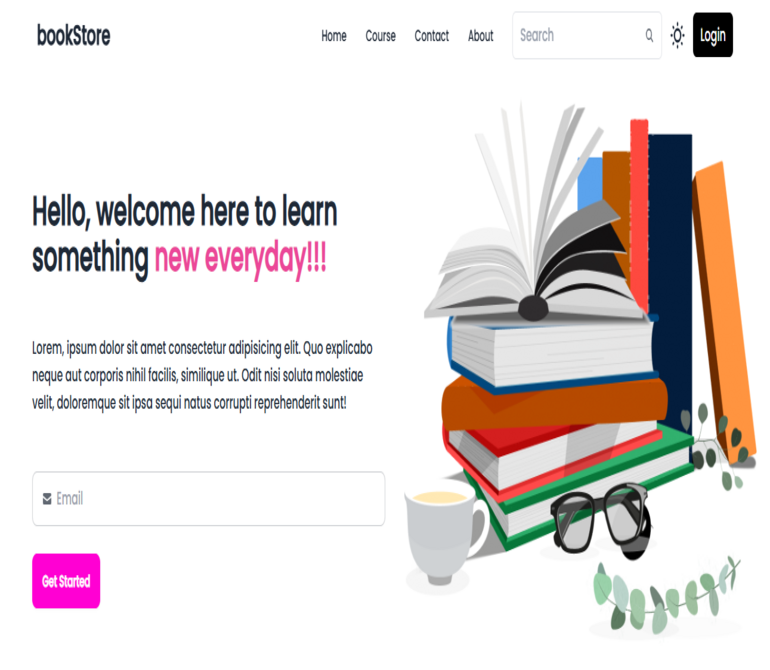 bookStore
Home Course Contact About Search Login
Hello, welcome here to learn
something new everyday!!!
Lorem, ipsum dolor sit amet consectetur adipisicing elit. Quo explicabo
neque aut corporis nihil facilis, similique ut. Odit nisi soluta molestiae
velit, doloremque sit ipsa sequi natus corrupti reprehenderit sunt!
Email
Get Started